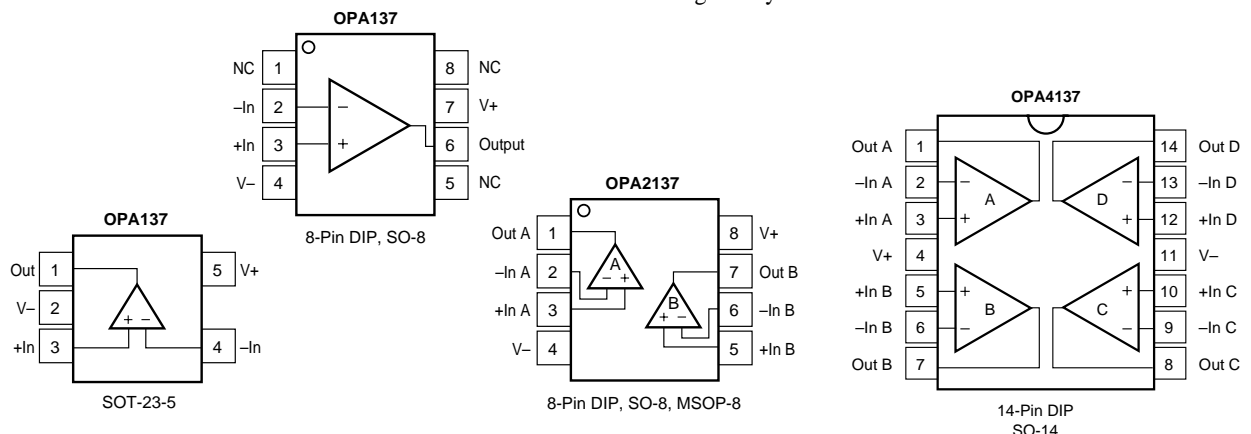 OPA137
NC 1
–In 2
+In 3
V– 4
8 NC
7 V+
6 Output
5 NC
– +
8-Pin DIP, SO-8
OPA137
Out 1
V– 2
+In 3
5 V+
4 –In
+ –
SOT-23-5
OPA2137
Out A 1
–In A 2
+In A 3
V– 4
8 V+
7 Out B
6 –In B
5 +In B
A
– +
B
+ –
8-Pin DIP, SO-8, MSOP-8
OPA4137
Out A 1
–In A 2
+In A 3
V+ 4
+In B 5
–In B 6
Out B 7
14 Out D
13 –In D
12 +In D
11 V–
10 +In C
9 –In C
8 Out C
– A +
– D +
+ B –
+ C –
14-Pin DIP
SO-14